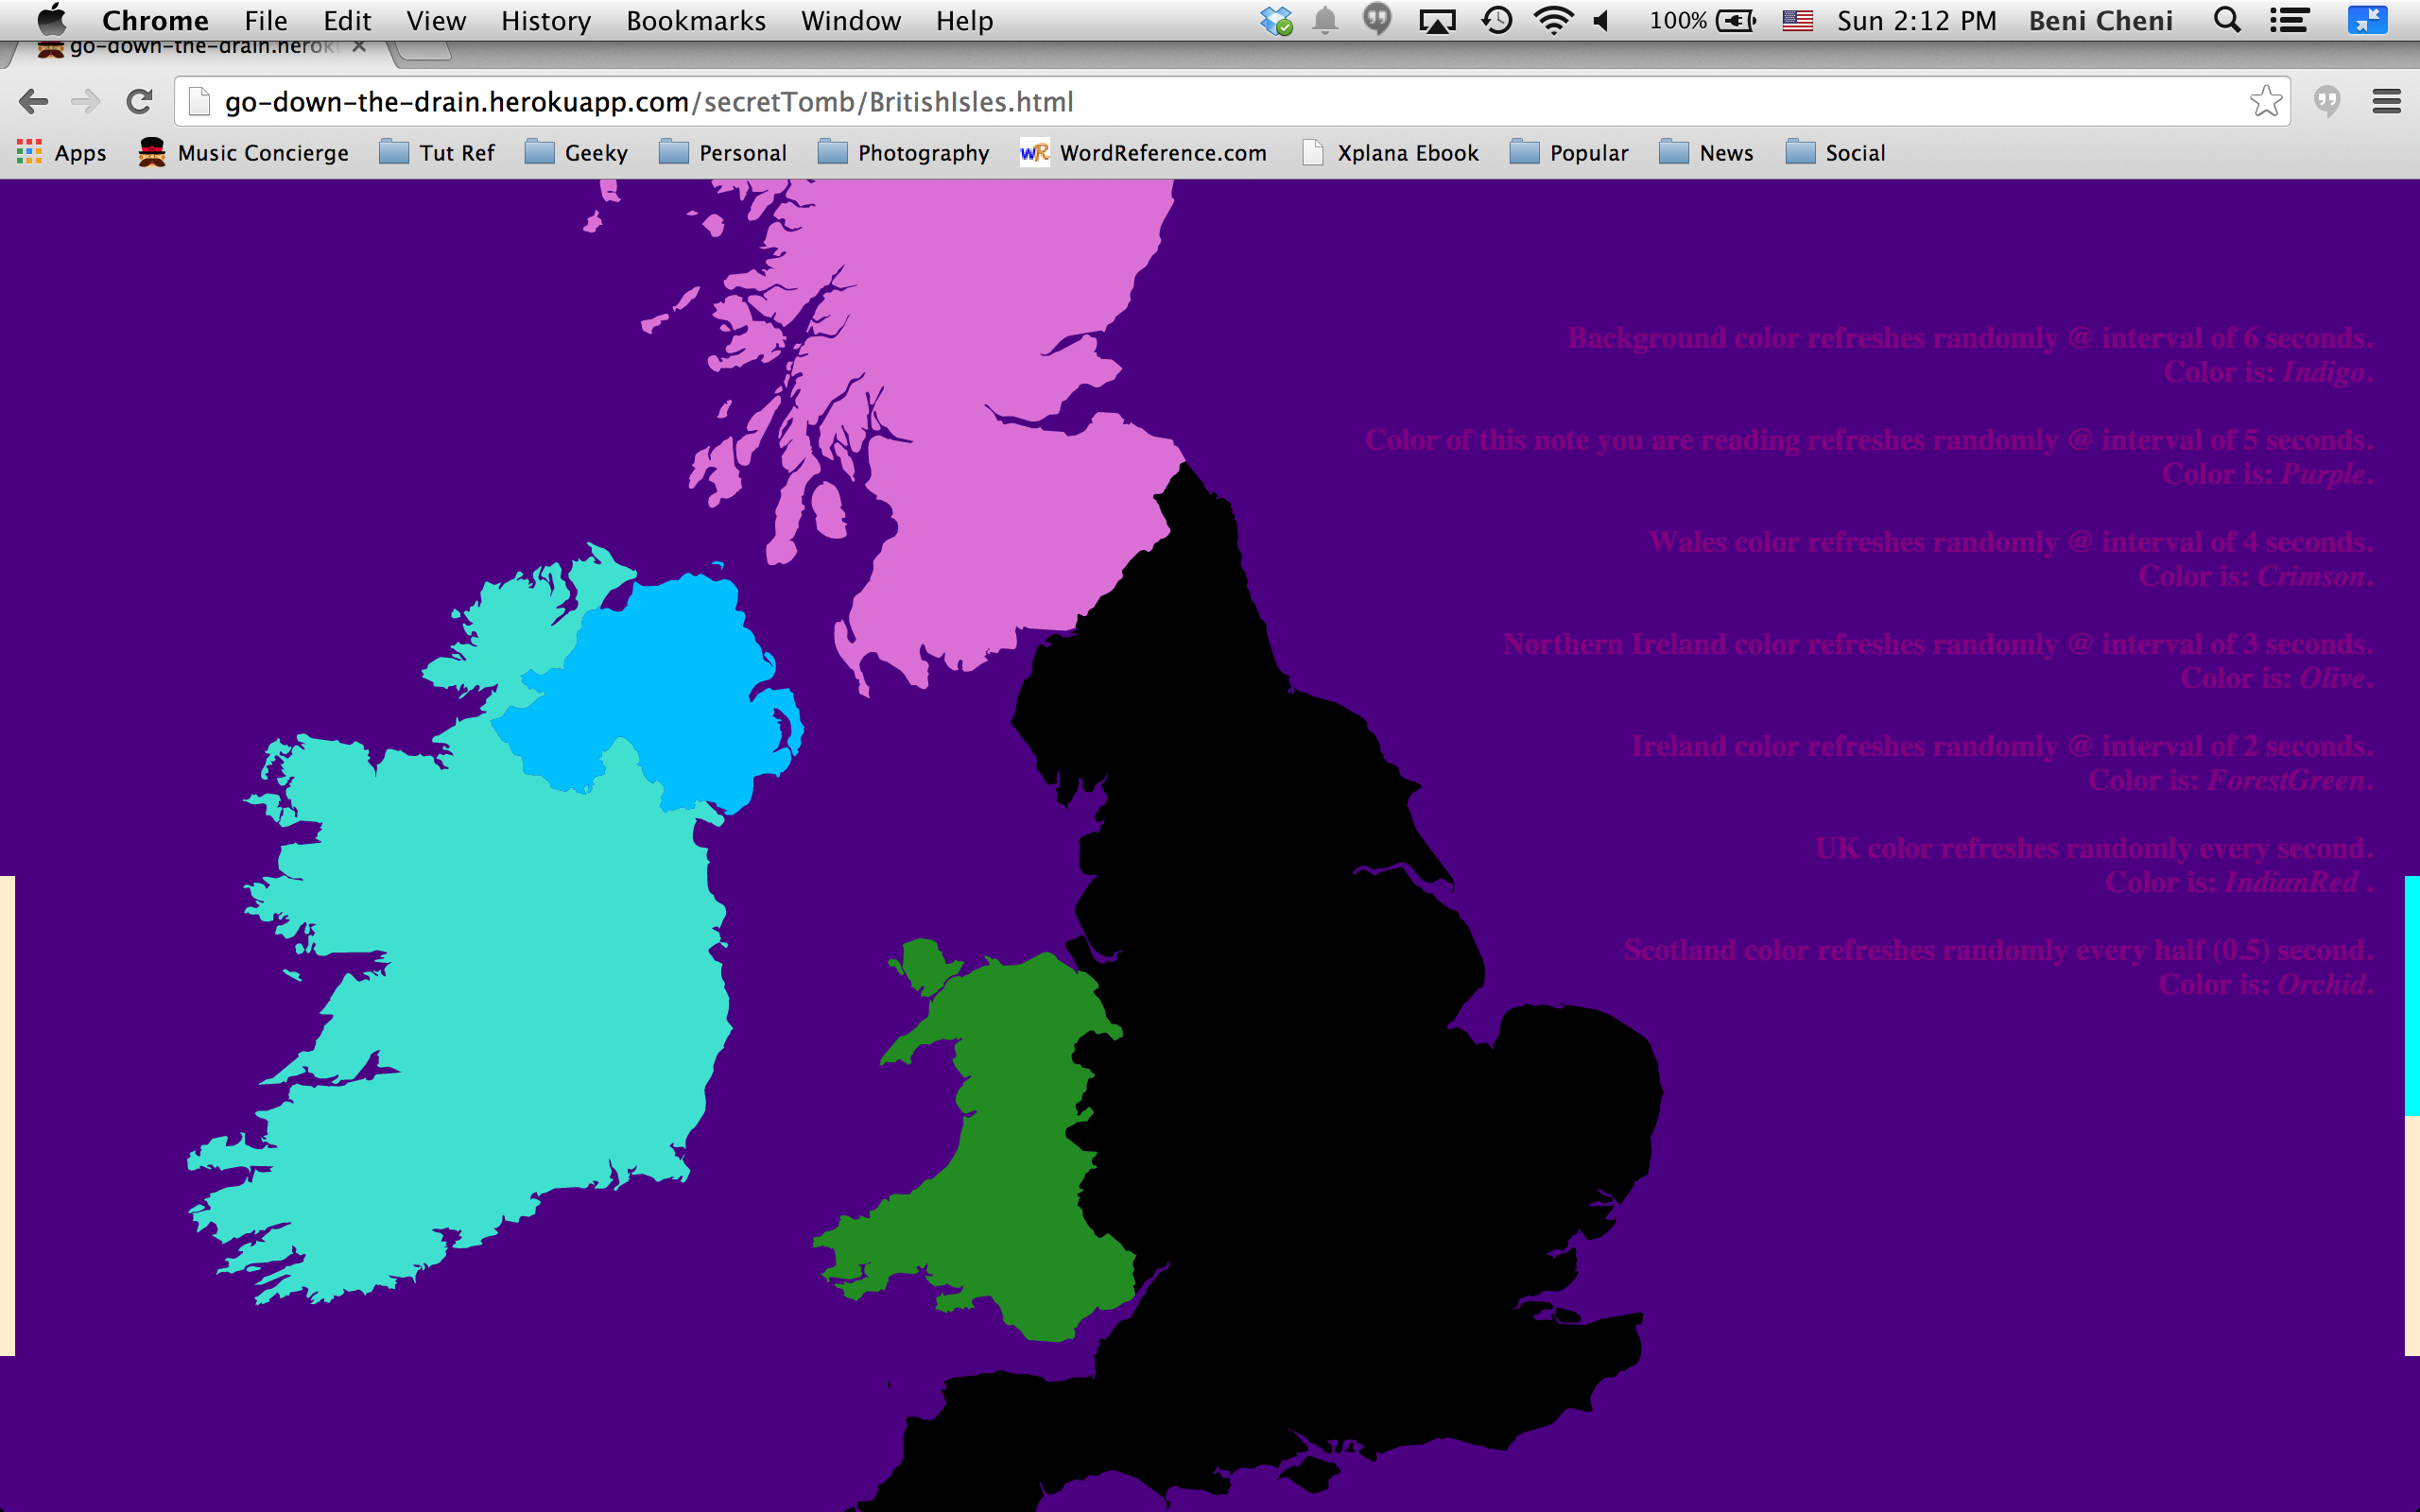 Chrome File Edit View History Bookmarks Window Help 100% Sun 2:12 PM Beni Cheni
go-down-the-drain.heroku
go-down-the-drain.herokuapp.com/secretTomb/BritishIsles.html
Apps Music Concierge Tut Ref Geeky Personal Photography WR WordReference.com Xplana Ebook Popular News Social
Background color refreshes randomly @ interval of 6 seconds.
Color is: Indigo.
Color of this note you are reading refreshes randomly @ interval of 5 seconds.
Color is: Purple.
Wales color refreshes randomly @ interval of 4 seconds.
Color is: Crimson.
Northern Ireland color refreshes randomly @ interval of 3 seconds.
Color is: Olive.
Ireland color refreshes randomly @ interval of 2 seconds.
Color is: ForestGreen.
UK color refreshes randomly every second.
Color is: IndianRed .
Scotland color refreshes randomly every half (0.5) second.
Color is: Orchid.